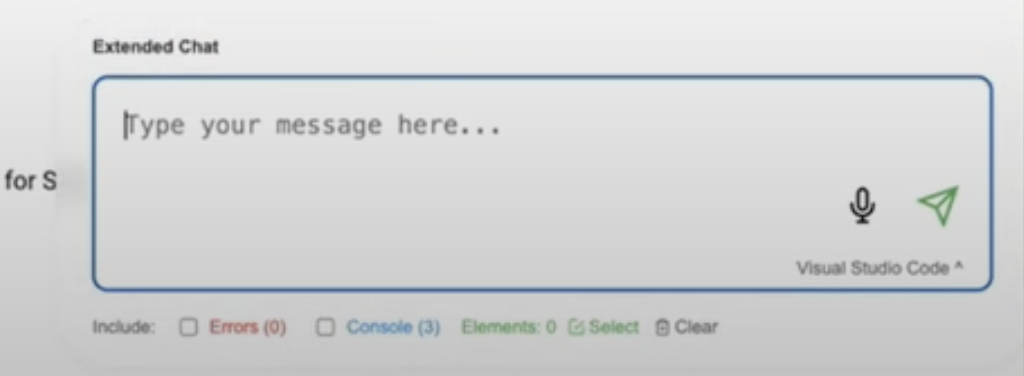 Extended Chat
Type your message here...
for S
Visual Studio Code ^
Include: Errors (0) Console (3) Elements: 0 Select Clear